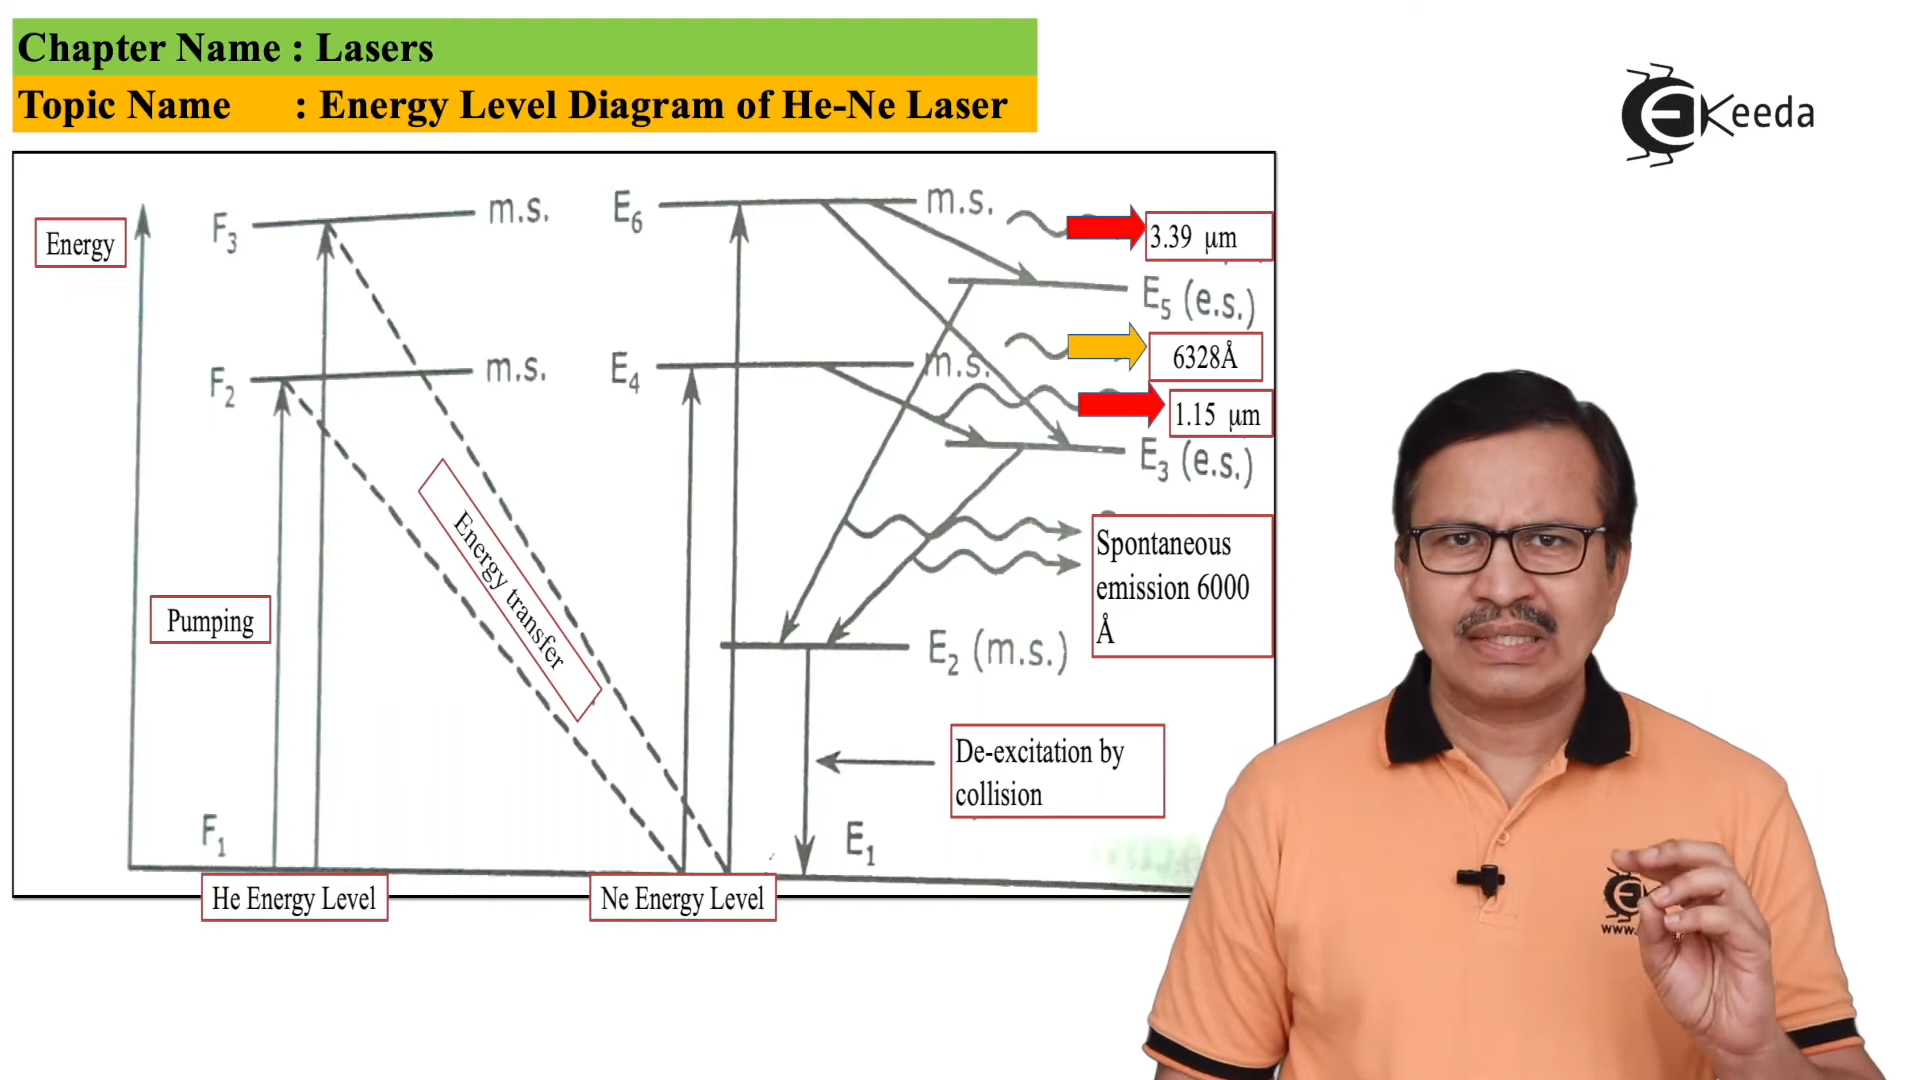 Chapter Name : Lasers
Topic Name : Energy Level Diagram of He-Ne Laser
Keeda
Energy
F3
m.s.
E6
m.s.
3.39 μm
E5 (e.s.)
6328Å
F2
m.s.
E4
m.s.
1.15 μm
E3 (e.s.)
Energy transfer
Spontaneous
emission 6000
Å
Pumping
E2 (m.s.)
De-excitation by
collision
F1
E1
He Energy Level
Ne Energy Level
www.